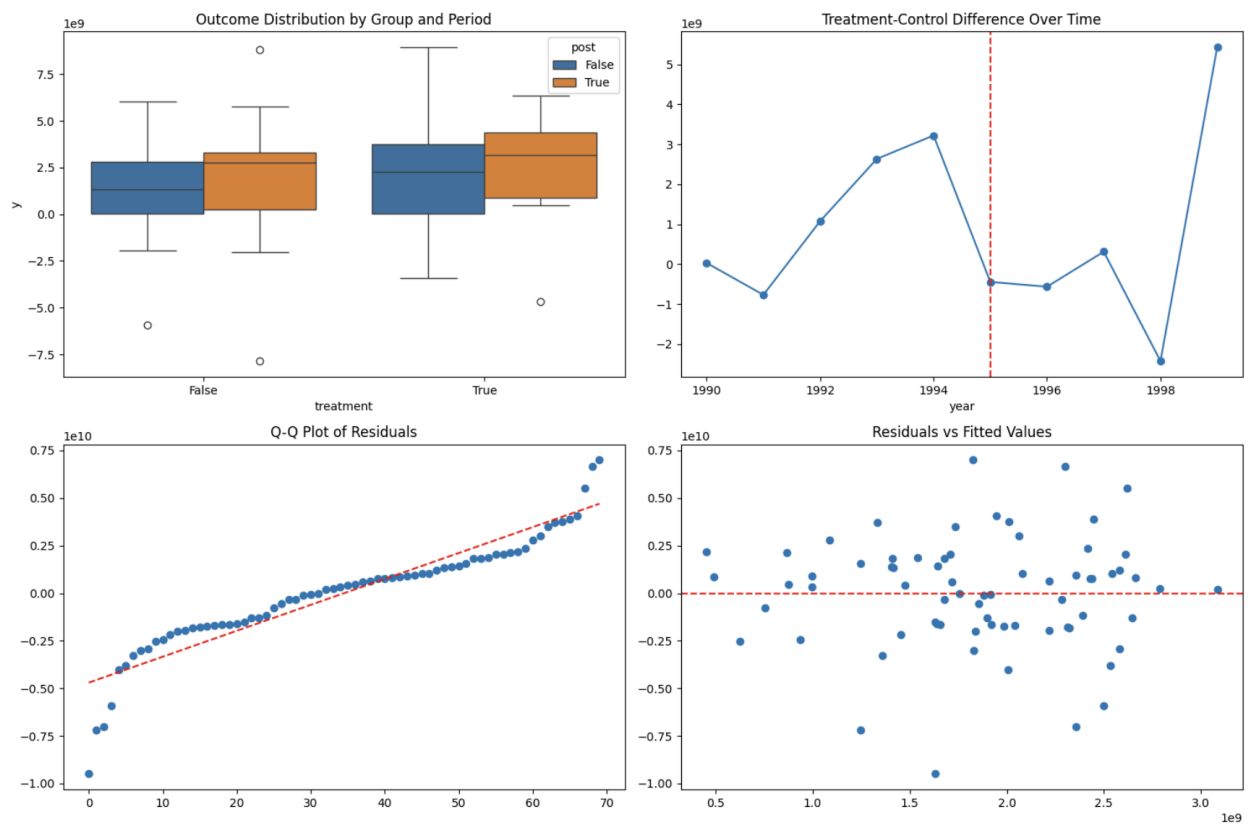 Outcome Distribution by Group and Period
1e9
post
False
True
7.5
5.0
2.5
0.0
−2.5
−5.0
−7.5
y
False
True
treatment
Treatment-Control Difference Over Time
1e9
5
4
3
2
1
0
−1
−2
1990
1992
1994
1996
1998
year
Q-Q Plot of Residuals
1e10
0.75
0.50
0.25
0.00
−0.25
−0.50
−0.75
−1.00
0
10
20
30
40
50
60
70
Residuals vs Fitted Values
1e10
0.75
0.50
0.25
0.00
−0.25
−0.50
−0.75
−1.00
0.5
1.0
1.5
2.0
2.5
3.0
1e9